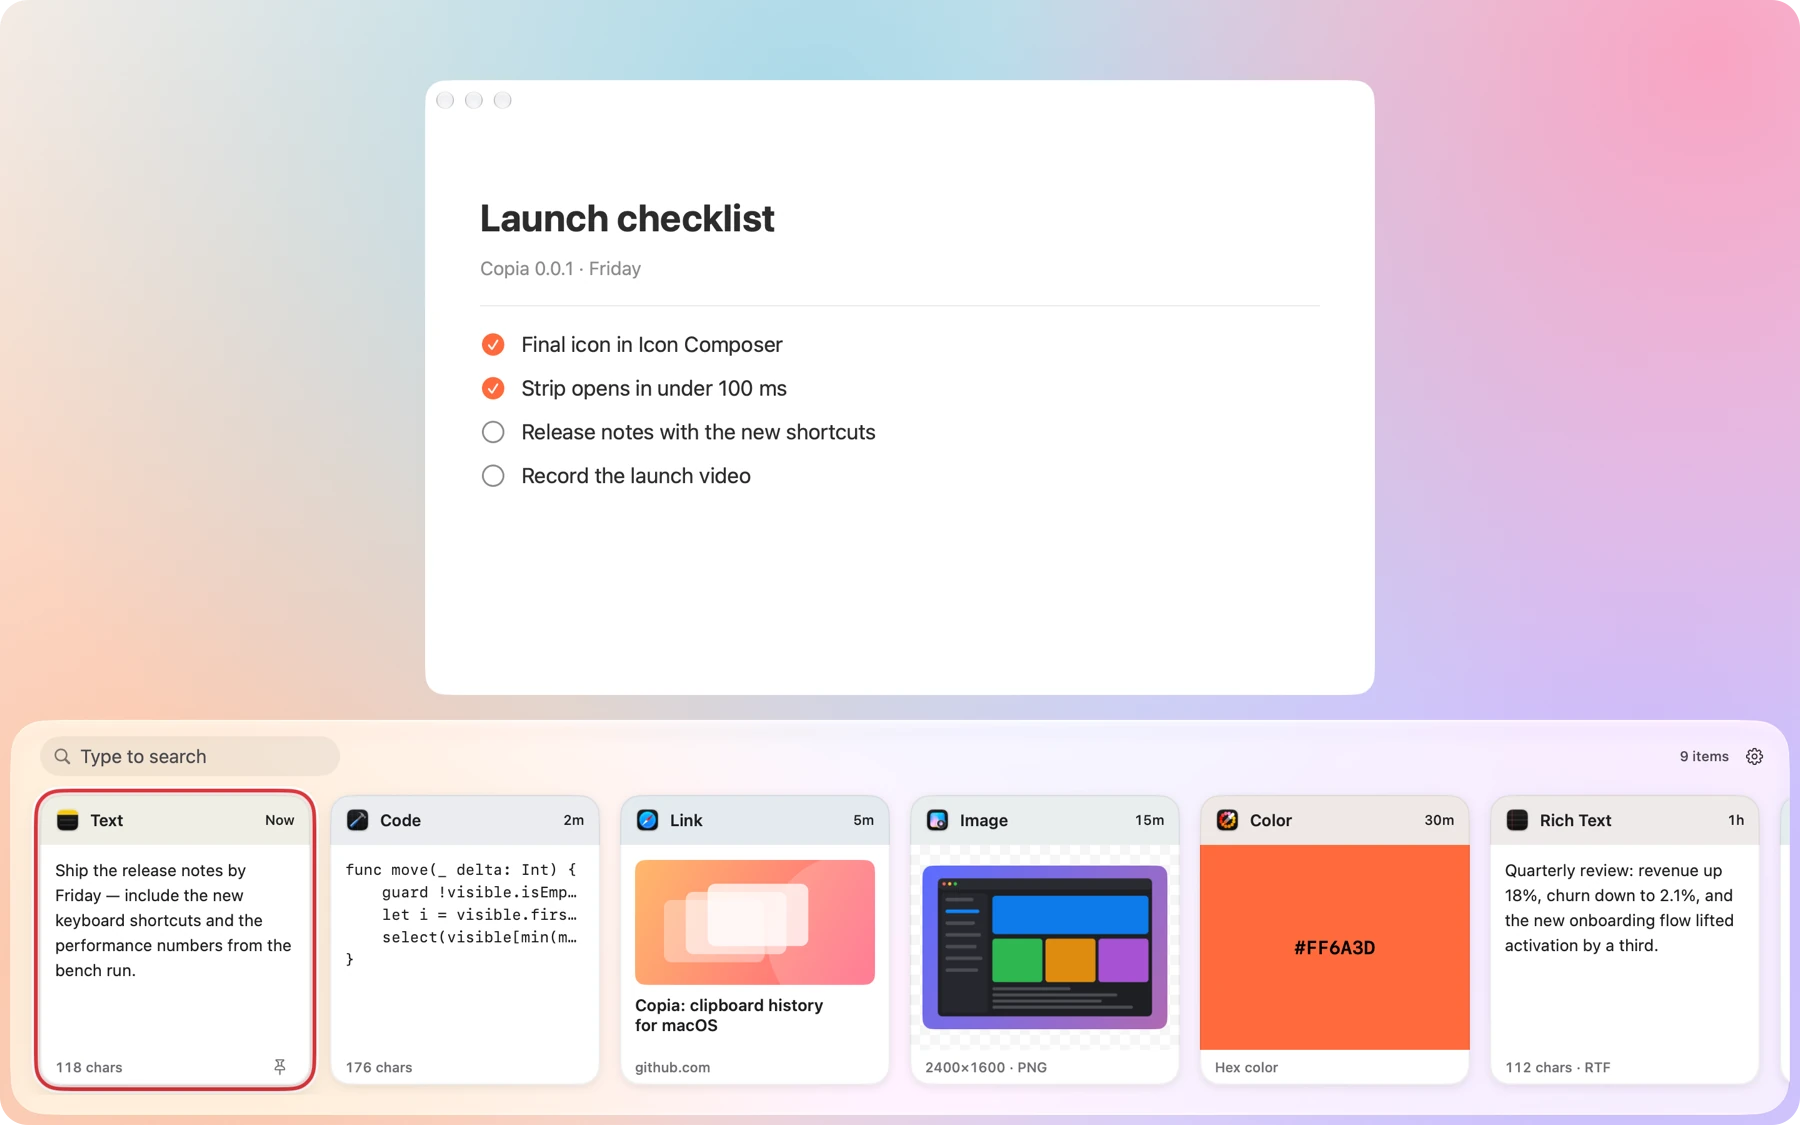 Launch checklist
Copia 0.0.1 · Friday
Final icon in Icon Composer
Strip opens in under 100 ms
Release notes with the new shortcuts
Record the launch video
Type to search
9 items
Text
Now
Ship the release notes by
Friday — include the new
keyboard shortcuts and the
performance numbers from the
bench run.
118 chars
Code
2m
func move(_ delta: Int) {
    guard !visible.isEmp…
    let i = visible.firs…
    select(visible[min(m…
}
176 chars
Link
5m
Copia: clipboard history
for macOS
github.com
Image
15m
2400×1600 · PNG
Color
30m
#FF6A3D
Hex color
Rich Text
1h
Quarterly review: revenue up
18%, churn down to 2.1%, and
the new onboarding flow lifted
activation by a third.
112 chars · RTF